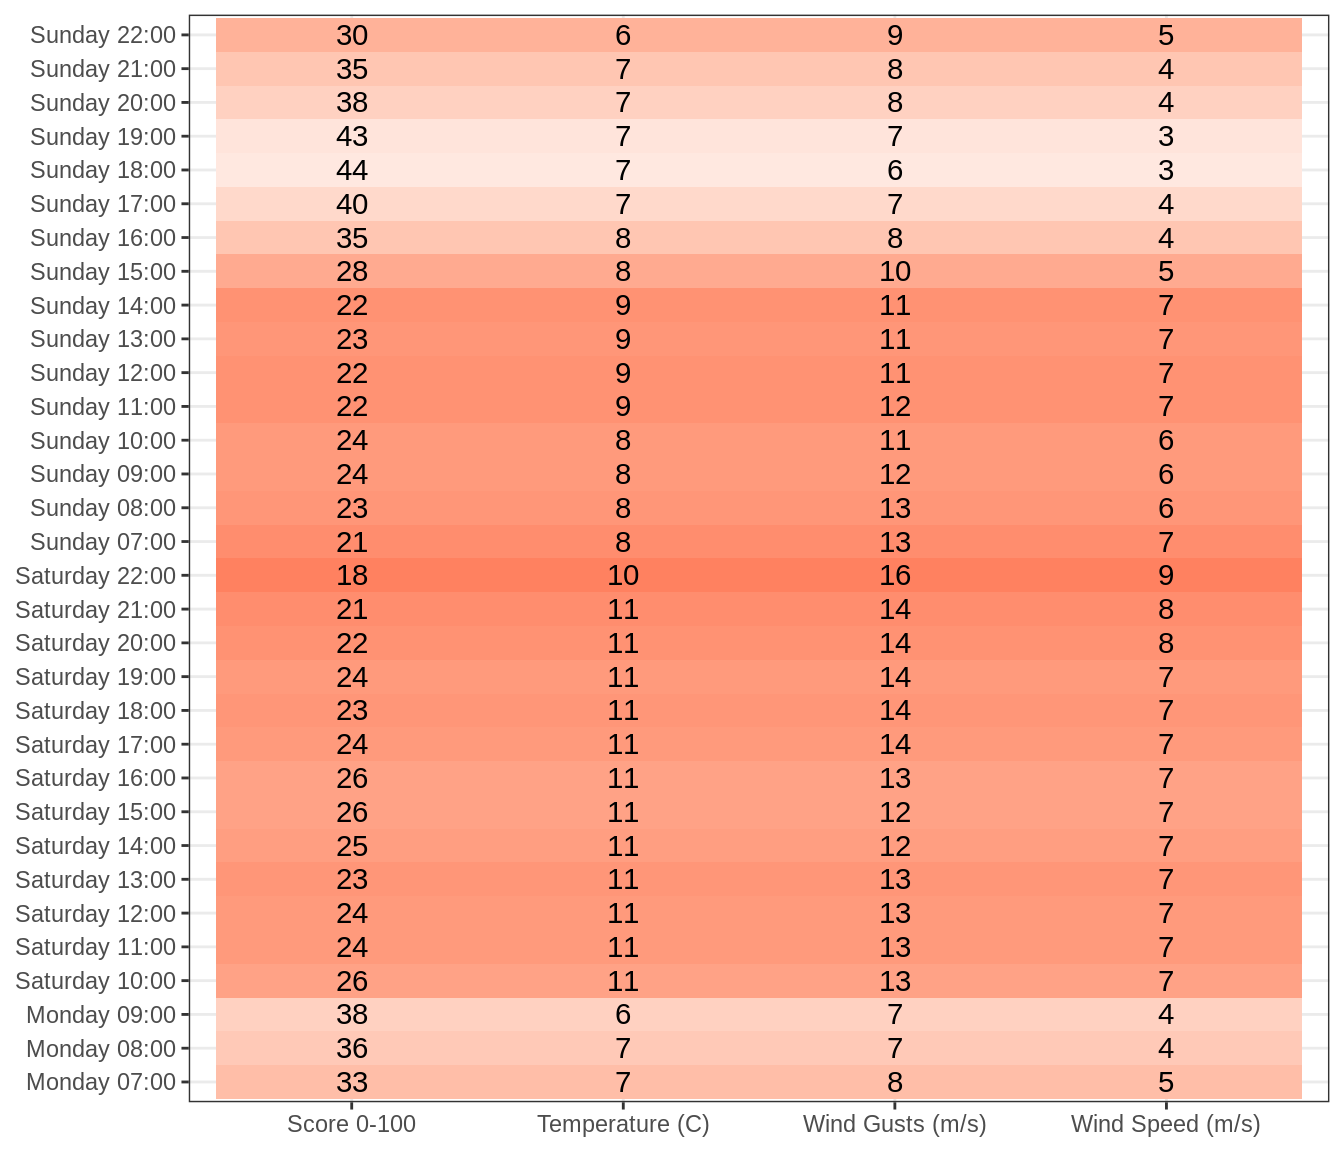 Sunday 22:00 30 6 9 5
Sunday 21:00 35 7 8 4
Sunday 20:00 38 7 8 4
Sunday 19:00 43 7 7 3
Sunday 18:00 44 7 6 3
Sunday 17:00 40 7 7 4
Sunday 16:00 35 8 8 4
Sunday 15:00 28 8 10 5
Sunday 14:00 22 9 11 7
Sunday 13:00 23 9 11 7
Sunday 12:00 22 9 11 7
Sunday 11:00 22 9 12 7
Sunday 10:00 24 8 11 6
Sunday 09:00 24 8 12 6
Sunday 08:00 23 8 13 6
Sunday 07:00 21 8 13 7
Saturday 22:00 18 10 16 9
Saturday 21:00 21 11 14 8
Saturday 20:00 22 11 14 8
Saturday 19:00 24 11 14 7
Saturday 18:00 23 11 14 7
Saturday 17:00 24 11 14 7
Saturday 16:00 26 11 13 7
Saturday 15:00 26 11 12 7
Saturday 14:00 25 11 12 7
Saturday 13:00 23 11 13 7
Saturday 12:00 24 11 13 7
Saturday 11:00 24 11 13 7
Saturday 10:00 26 11 13 7
Monday 09:00 38 6 7 4
Monday 08:00 36 7 7 4
Monday 07:00 33 7 8 5
Score 0-100 Temperature (C) Wind Gusts (m/s) Wind Speed (m/s)